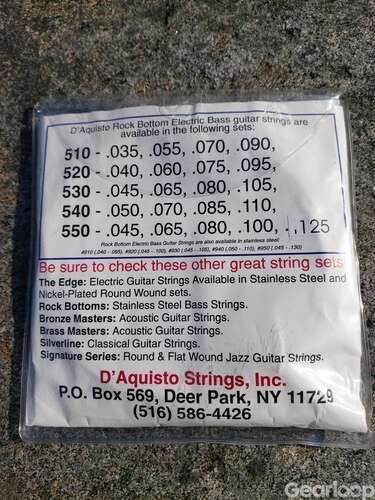 D'Aquisto Rock Bottom Electric Bass guitar strings are
available in the following sets:
510 - .035, .055, .070, .090,
520 - .040, .060, .075, .095,
530 - .045, .065, .080, .105,
540 - .050, .070, .085, .110,
550 - .045, .065, .080, .100, .125
Rock Bottom Electric Bass Guitar Strings are also available in stainless steel:
Be sure to check these other great string sets
The Edge: Electric Guitar Strings Available in Stainless Steel and
Nickel-Plated Round Wound sets.
Rock Bottoms: Stainless Steel Bass Strings.
Bronze Masters: Acoustic Guitar Strings.
Brass Masters: Acoustic Guitar Strings.
Silverline: Classical Guitar Strings.
Signature Series: Round & Flat Wound Jazz Guitar Strings.
D'Aquisto Strings, Inc.
P.O. Box 569, Deer Park, NY 11729
(516) 586-4426
Gearloop